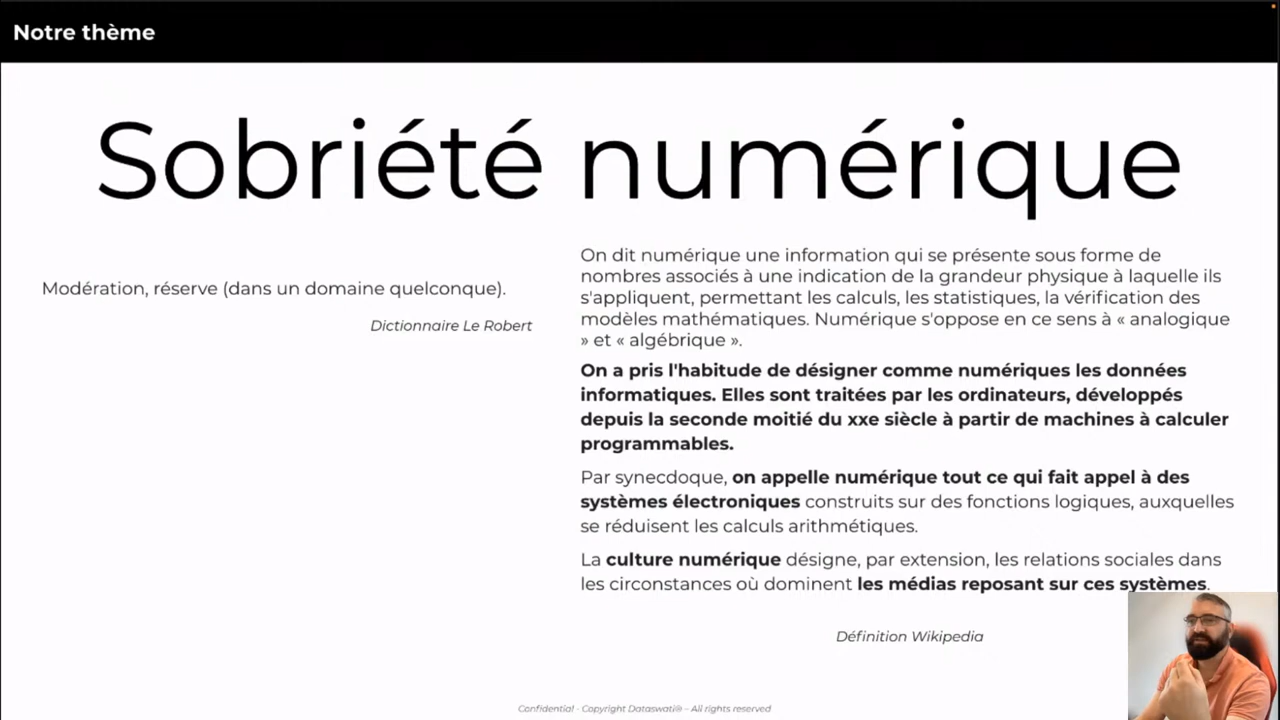 Notre thème
Sobriété numérique
Modération, réserve (dans un domaine quelconque).
Dictionnaire Le Robert
On dit numérique une information qui se présente sous forme de
nombres associés à une indication de la grandeur physique à laquelle ils
s'appliquent, permettant les calculs, les statistiques, la vérification des
modèles mathématiques. Numérique s'oppose en ce sens à « analogique
» et « algébrique ».
On a pris l'habitude de désigner comme numériques les données
informatiques. Elles sont traitées par les ordinateurs, développés
depuis la seconde moitié du xxe siècle à partir de machines à calculer
programmables.
Par synecdoque, on appelle numérique tout ce qui fait appel à des
systèmes électroniques construits sur des fonctions logiques, auxquelles
se réduisent les calculs arithmétiques.
La culture numérique désigne, par extension, les relations sociales dans
les circonstances où dominent les médias reposant sur ces systèmes.
Définition Wikipedia
Confidential - Copyright Dataswati® – All rights reserved